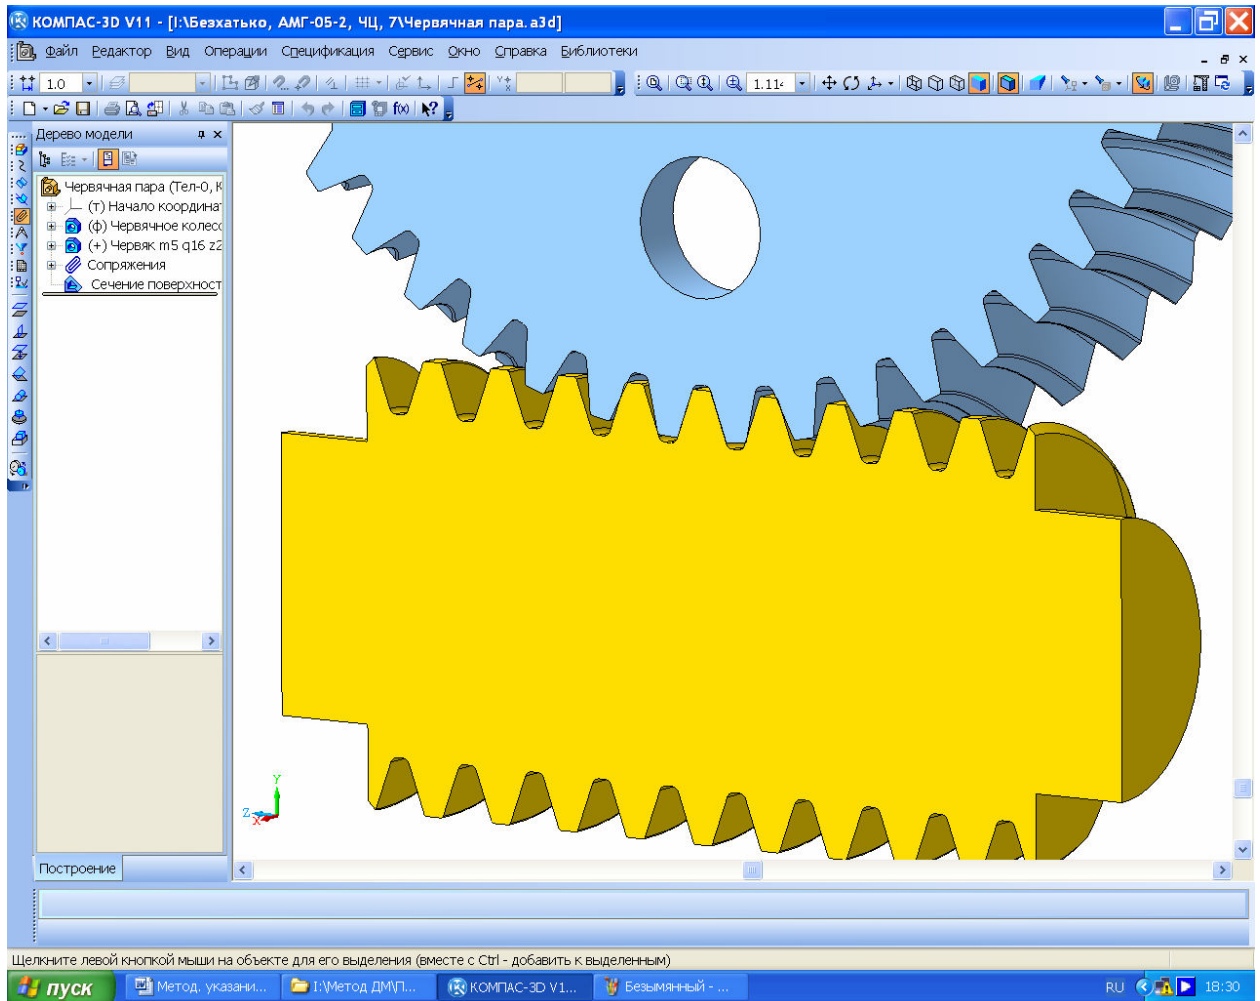 КОМПАС-3D V11 - [I:\Безхатько, АМГ-05-2, ЧЦ, 7\Червячная пара.a3d]
Файл Редактор Вид Операции Спецификация Сервис Окно Справка Библиотеки
1.0
1.11
f(x)
Дерево модели
Червячная пара (Тел-0, К
(т) Начало координа
(ф) Червячное колесо
(+) Червяк m5 q16 z2
Сопряжения
Сечение поверхност
Y
Z
X
Построение
Щелкните левой кнопкой мыши на объекте для его выделения (вместе с Ctrl - добавить к выделенным)
пуск
Метод. указани...
I:\Метод ДМ\П...
КОМПАС-3D V1...
Безымянный - ...
RU
18:30